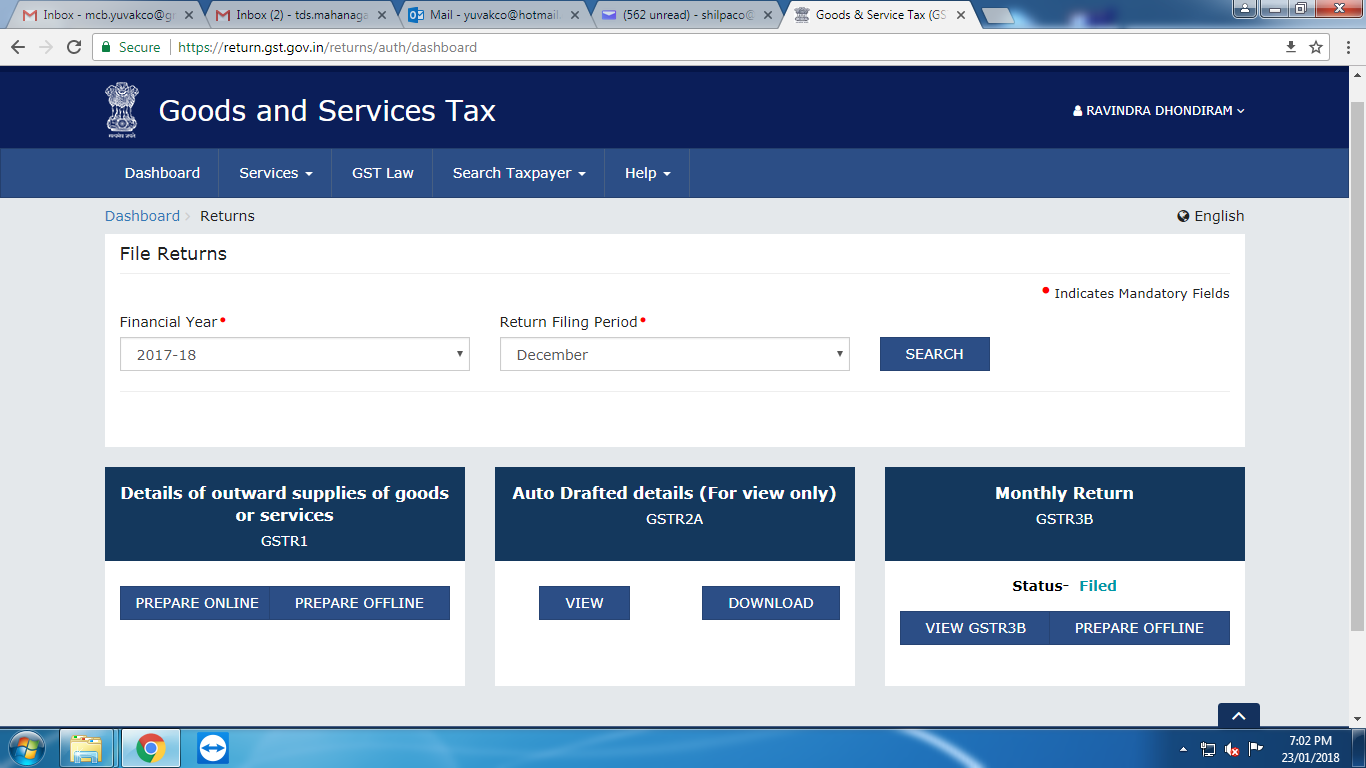 Inbox - mcb.yuvakco@gm
Inbox (2) - tds.mahanaga
Mail - yuvakco@hotmail.
(562 unread) - shilpaco@
Goods & Service Tax (GS
Secure
https://return.gst.gov.in/returns/auth/dashboard
Goods and Services Tax
RAVINDRA DHONDIRAM
Dashboard Services GST Law Search Taxpayer Help
Dashboard Returns
English
File Returns
• Indicates Mandatory Fields
Financial Year•
Return Filing Period•
2017-18
December
SEARCH
Details of outward supplies of goods
or services
GSTR1
PREPARE ONLINE PREPARE OFFLINE
Auto Drafted details (For view only)
GSTR2A
VIEW DOWNLOAD
Monthly Return
GSTR3B
Status- Filed
VIEW GSTR3B PREPARE OFFLINE
7:02 PM
23/01/2018